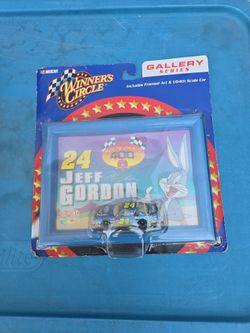 NASCAR
WINNER'S
CIRCLE
GALLERY
SERIES
Includes Framed Art & 1/64th Scale Car
24
JEFF
GORDON
24